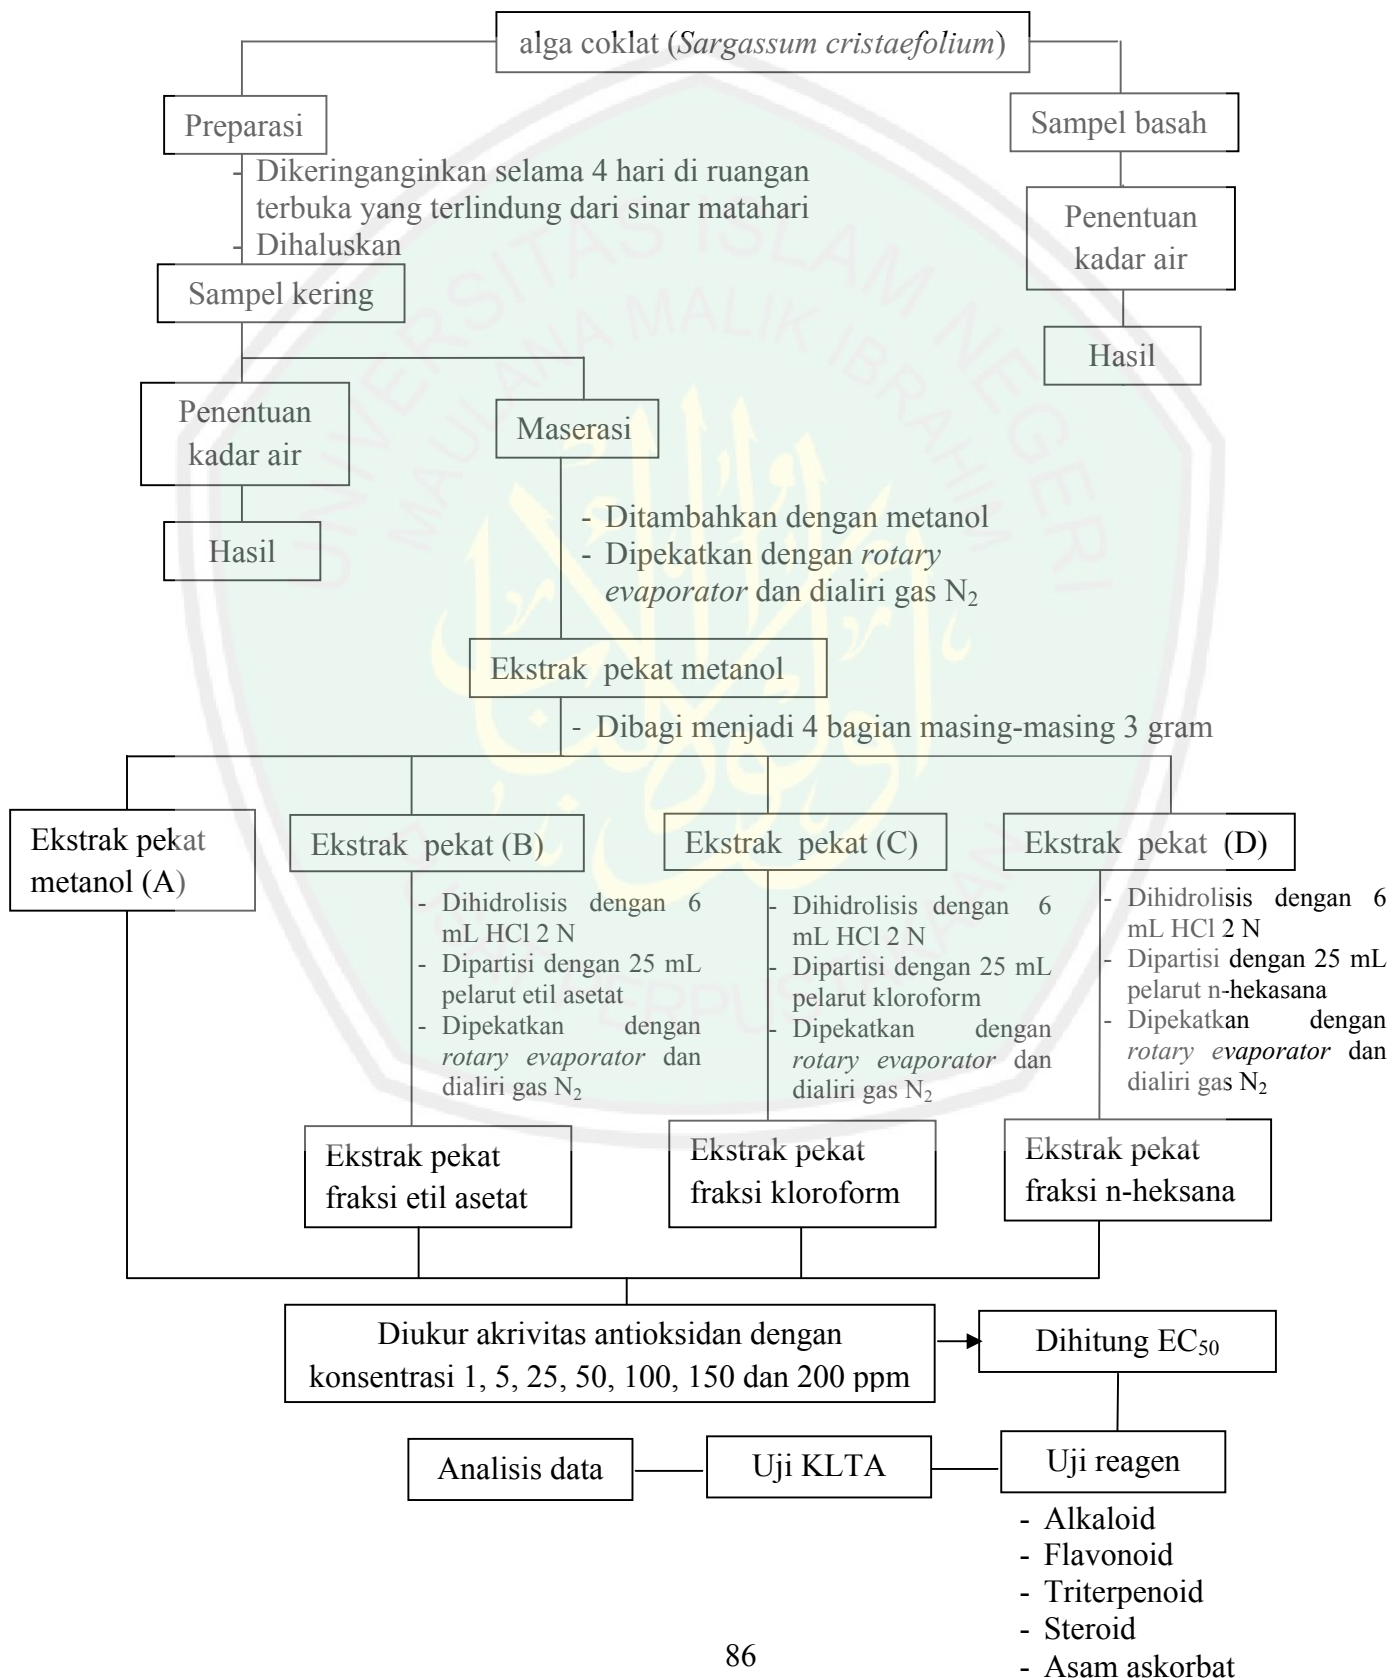 alga coklat (Sargassum cristaefolium)
Preparasi
Sampel basah
- Dikeringanginkan selama 4 hari di ruangan
terbuka yang terlindung dari sinar matahari
- Dihaluskan
Penentuan
kadar air
Sampel kering
Hasil
Penentuan
kadar air
Maserasi
Hasil
- Ditambahkan dengan metanol
- Dipekatkan dengan rotary
evaporator dan dialiri gas N₂
Ekstrak pekat metanol
- Dibagi menjadi 4 bagian masing-masing 3 gram
Ekstrak pekat
metanol (A)
Ekstrak pekat (B)
Ekstrak pekat (C)
Ekstrak pekat (D)
- Dihidrolisis dengan 6
mL HCl 2 N
- Dipartisi dengan 25 mL
pelarut etil asetat
- Dipekatkan dengan
rotary evaporator dan
dialiri gas N₂
- Dihidrolisis dengan 6
mL HCl 2 N
- Dipartisi dengan 25 mL
pelarut kloroform
- Dipekatkan dengan
rotary evaporator dan
dialiri gas N₂
- Dihidrolisis dengan 6
mL HCl 2 N
- Dipartisi dengan 25 mL
pelarut n-hekasana
- Dipekatkan dengan
rotary evaporator dan
dialiri gas N₂
Ekstrak pekat
fraksi etil asetat
Ekstrak pekat
fraksi kloroform
Ekstrak pekat
fraksi n-heksana
Diukur akrivitas antioksidan dengan
konsentrasi 1, 5, 25, 50, 100, 150 dan 200 ppm
Dihitung EC₅₀
Analisis data
Uji KLTA
Uji reagen
- Alkaloid
- Flavonoid
- Triterpenoid
- Steroid
- Asam askorbat
86
UNIVERSITAS ISLAM NEGERI
MAULANA MALIK IBRAHIM